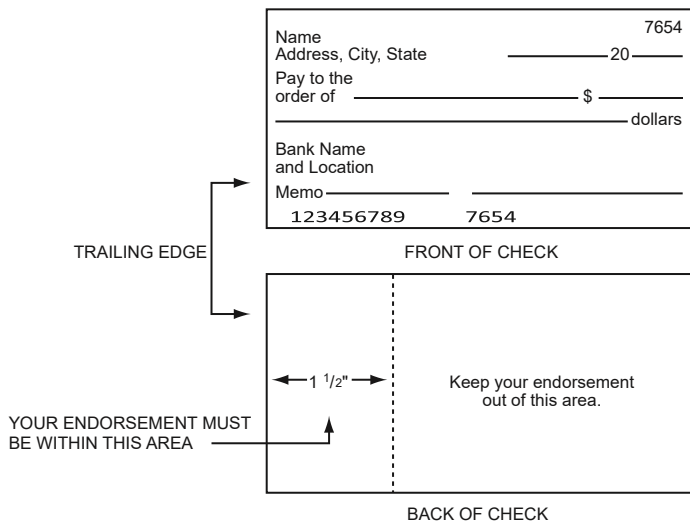 7654
Name
Address, City, State 20
Pay to the
order of $
dollars
Bank Name
and Location
Memo
123456789 7654
TRAILING EDGE
FRONT OF CHECK
1 1/2"
Keep your endorsement
out of this area.
YOUR ENDORSEMENT MUST
BE WITHIN THIS AREA
BACK OF CHECK